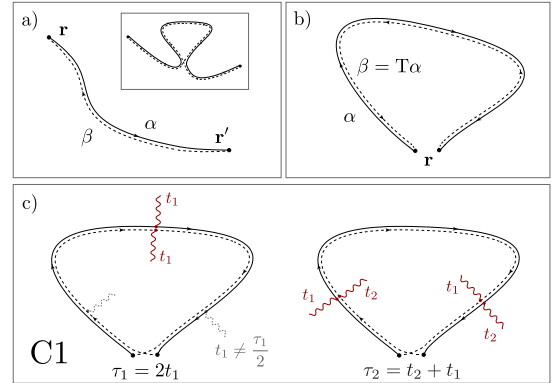 a)
r
β
α
r′
b)
β = Tα
α
r
c)
t₁
t₁
t₁ ≠ τ₁/2
C1
τ₁ = 2t₁
t₁
t₂
t₁
t₂
τ₂ = t₂ + t₁